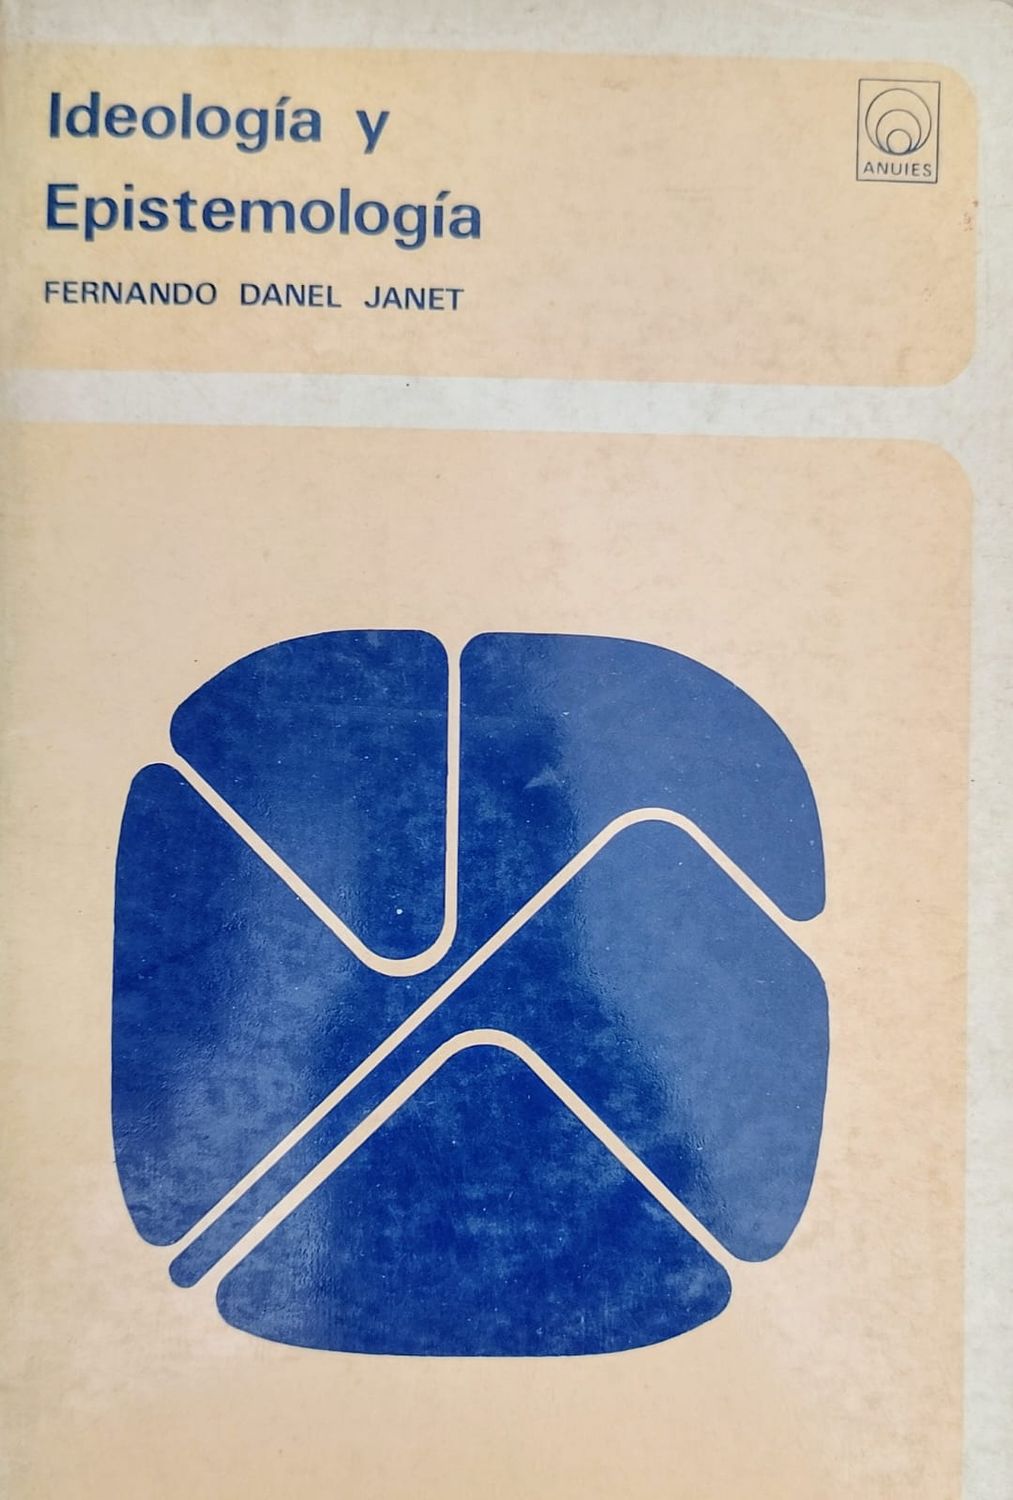 Ideología y
Epistemología
FERNANDO DANEL JANET
ANUIES